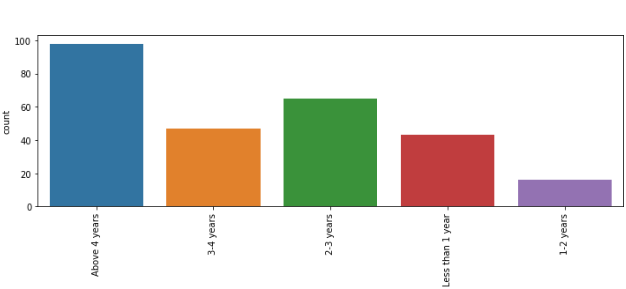 100
80
60
40
20
0
count
Above 4 years
3-4 years
2-3 years
Less than 1 year
1-2 years